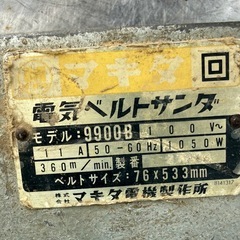 マキタ
電気ベルトサンダ
モデル:9900B 100V~
11A 50-60Hz 1050W
360m/min. 製番
ベルトサイズ:76×533mm
株式会社 マキタ電機製作所